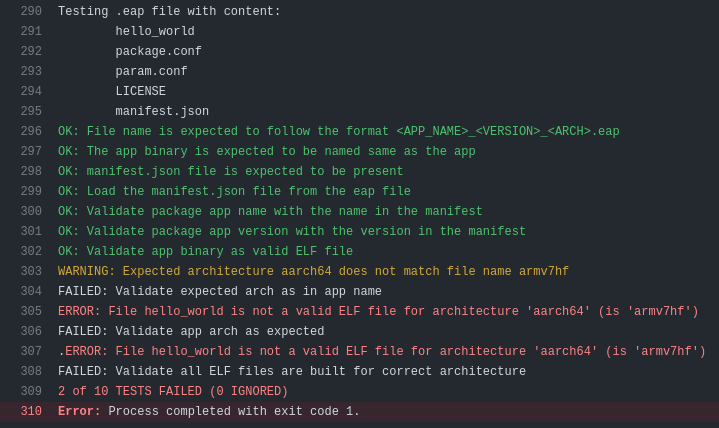 290 Testing .eap file with content:
291 hello_world
292 package.conf
293 param.conf
294 LICENSE
295 manifest.json
296 OK: File name is expected to follow the format <APP_NAME>_<VERSION>_<ARCH>.eap
297 OK: The app binary is expected to be named same as the app
298 OK: manifest.json file is expected to be present
299 OK: Load the manifest.json file from the eap file
300 OK: Validate package app name with the name in the manifest
301 OK: Validate package app version with the version in the manifest
302 OK: Validate app binary as valid ELF file
303 WARNING: Expected architecture aarch64 does not match file name armv7hf
304 FAILED: Validate expected arch as in app name
305 ERROR: File hello_world is not a valid ELF file for architecture 'aarch64' (is 'armv7hf')
306 FAILED: Validate app arch as expected
307 .ERROR: File hello_world is not a valid ELF file for architecture 'aarch64' (is 'armv7hf')
308 FAILED: Validate all ELF files are built for correct architecture
309 2 of 10 TESTS FAILED (0 IGNORED)
310 Error: Process completed with exit code 1.